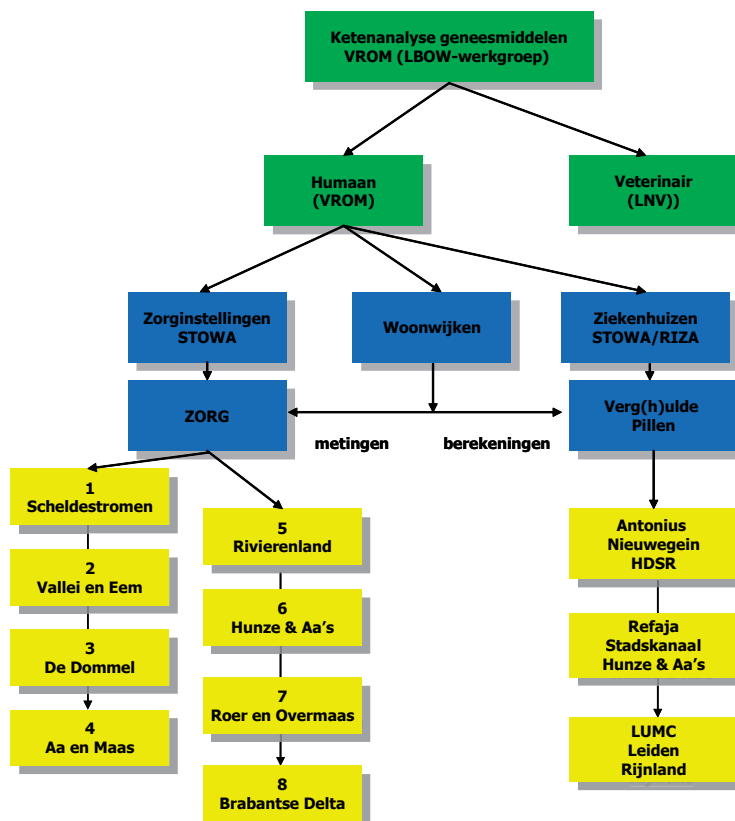 Ketenanalyse geneesmiddelen
VROM (LBOW-werkgroep)
Humaan
(VROM)
Veterinair
(LNV))
Zorginstellingen
STOWA
Woonwijken
Ziekenhuizen
STOWA/RIZA
ZORG
metingen
berekeningen
Verg(h)ulde
Pillen
1
Scheldestromen
2
Vallei en Eem
3
De Dommel
4
Aa en Maas
5
Rivierenland
6
Hunze & Aa's
7
Roer en Overmaas
8
Brabantse Delta
Antonius
Nieuwegein
HDSR
Refaja
Stadskanaal
Hunze & Aa's
LUMC
Leiden
Rijnland